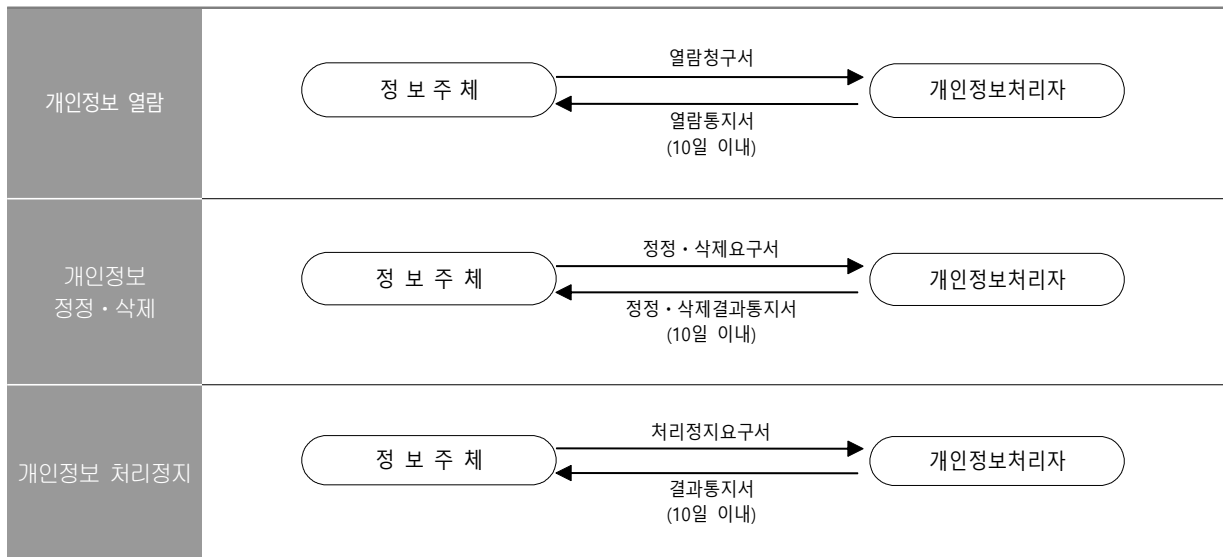 개인정보 열람
정 보 주 체
열람청구서
열람통지서
(10일 이내)
개인정보처리자
개인정보
정정・삭제
정 보 주 체
정정・삭제요구서
정정・삭제결과통지서
(10일 이내)
개인정보처리자
개인정보 처리정지
정 보 주 체
처리정지요구서
결과통지서
(10일 이내)
개인정보처리자